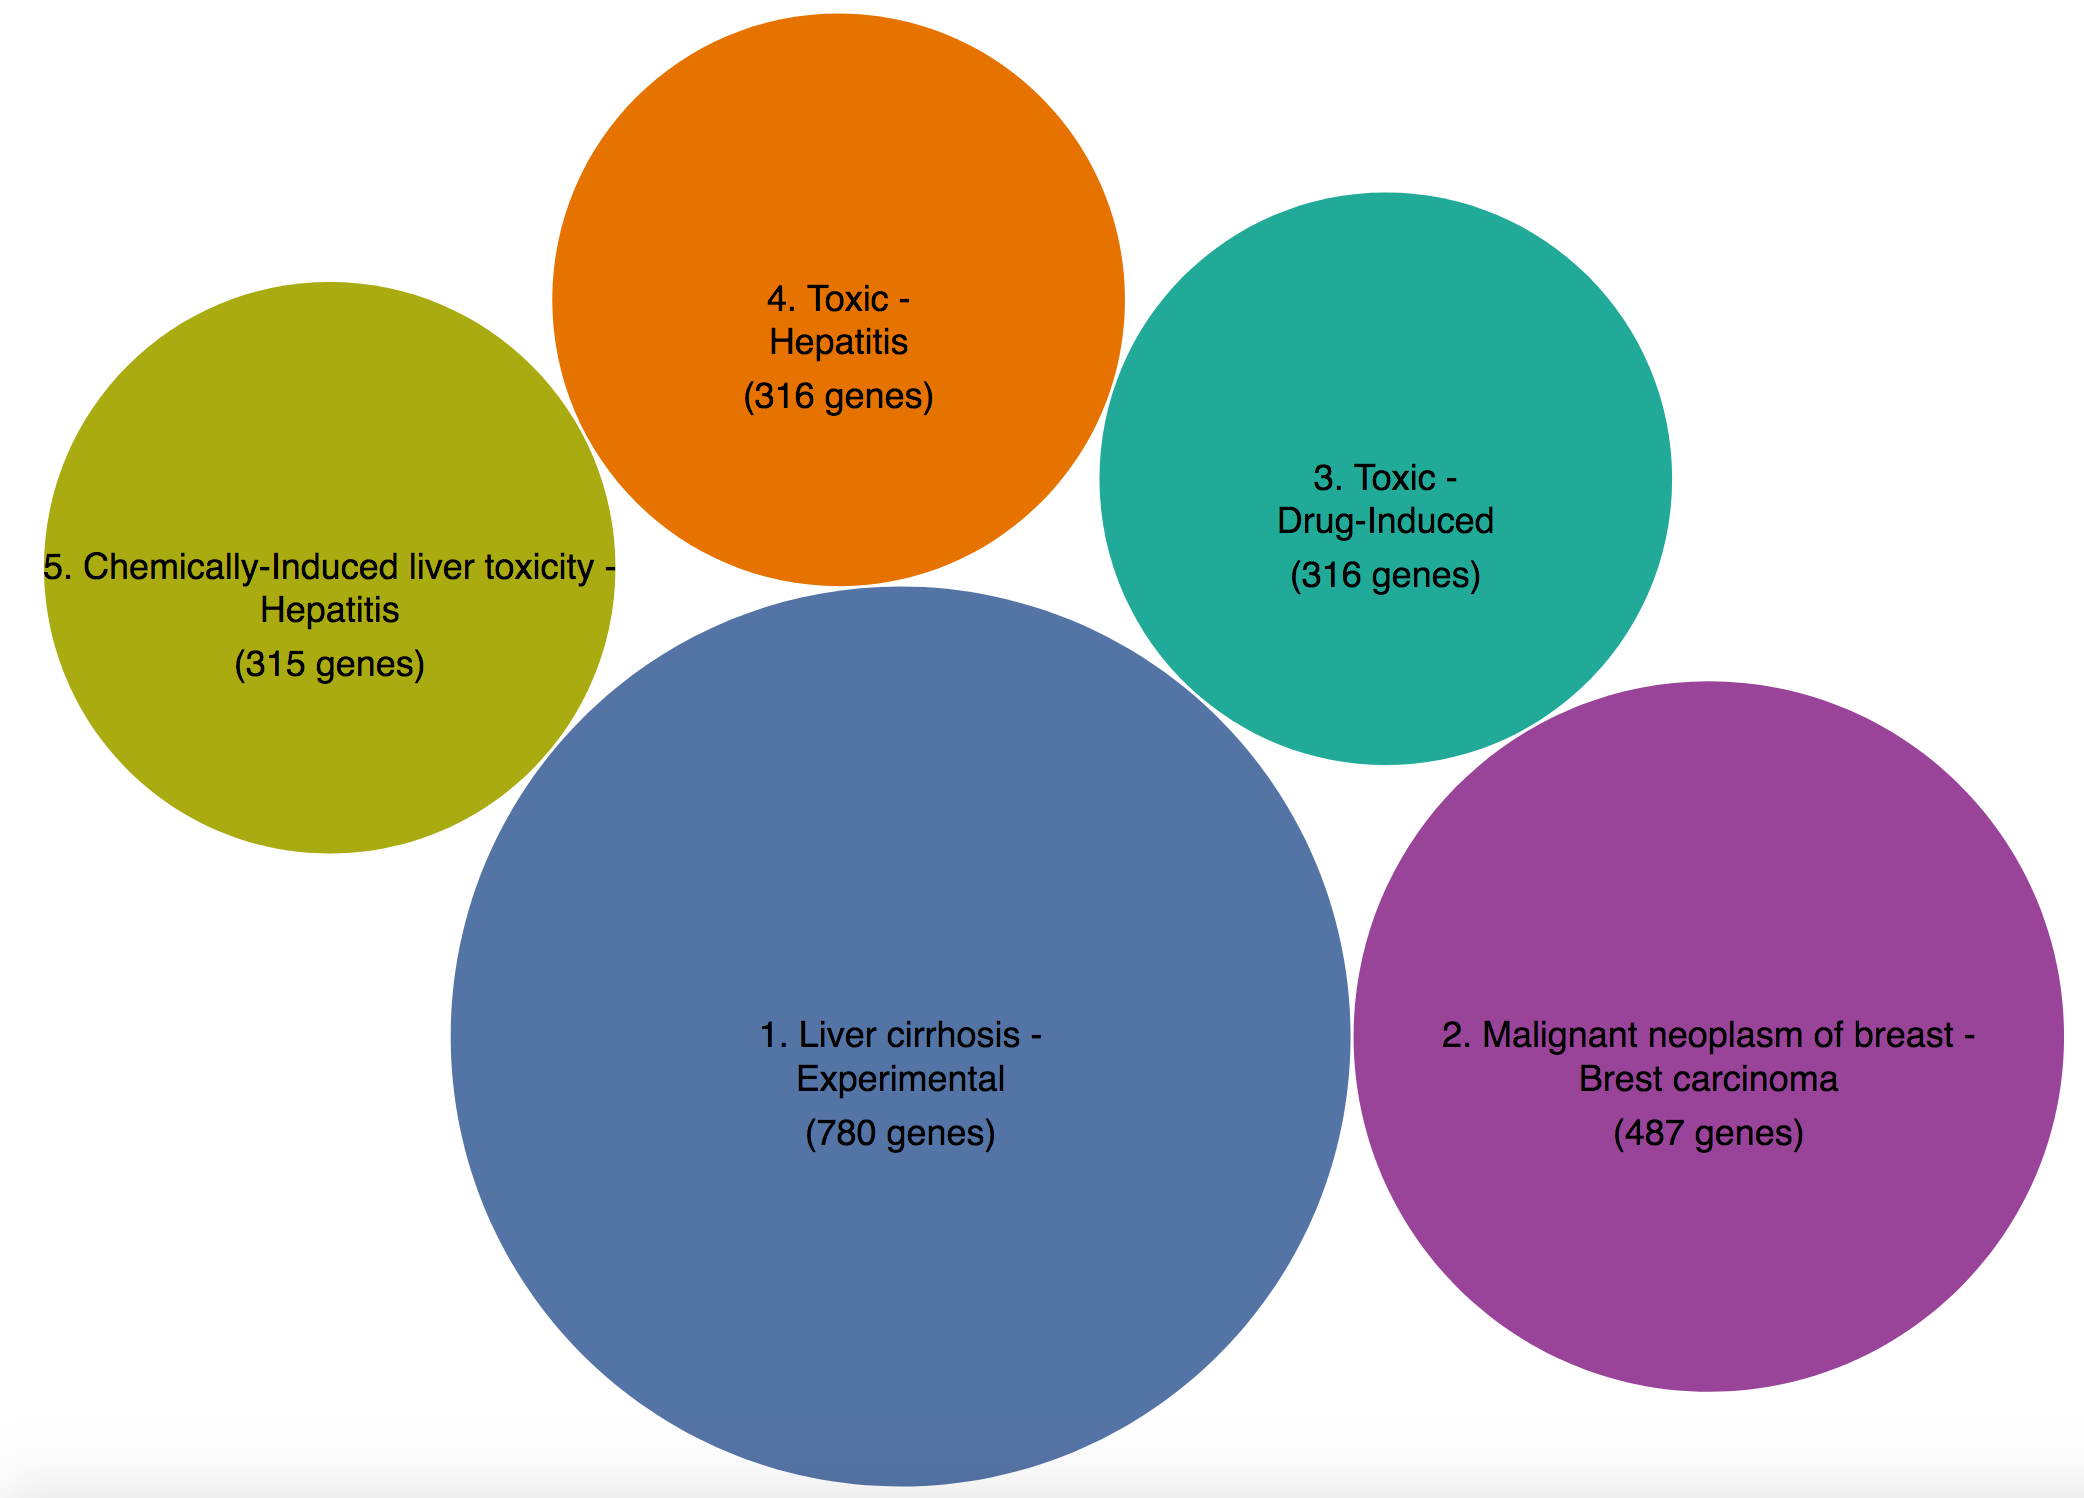 4. Toxic -
Hepatitis
(316 genes)
3. Toxic -
Drug-Induced
(316 genes)
5. Chemically-Induced liver toxicity -
Hepatitis
(315 genes)
1. Liver cirrhosis -
Experimental
(780 genes)
2. Malignant neoplasm of breast -
Brest carcinoma
(487 genes)